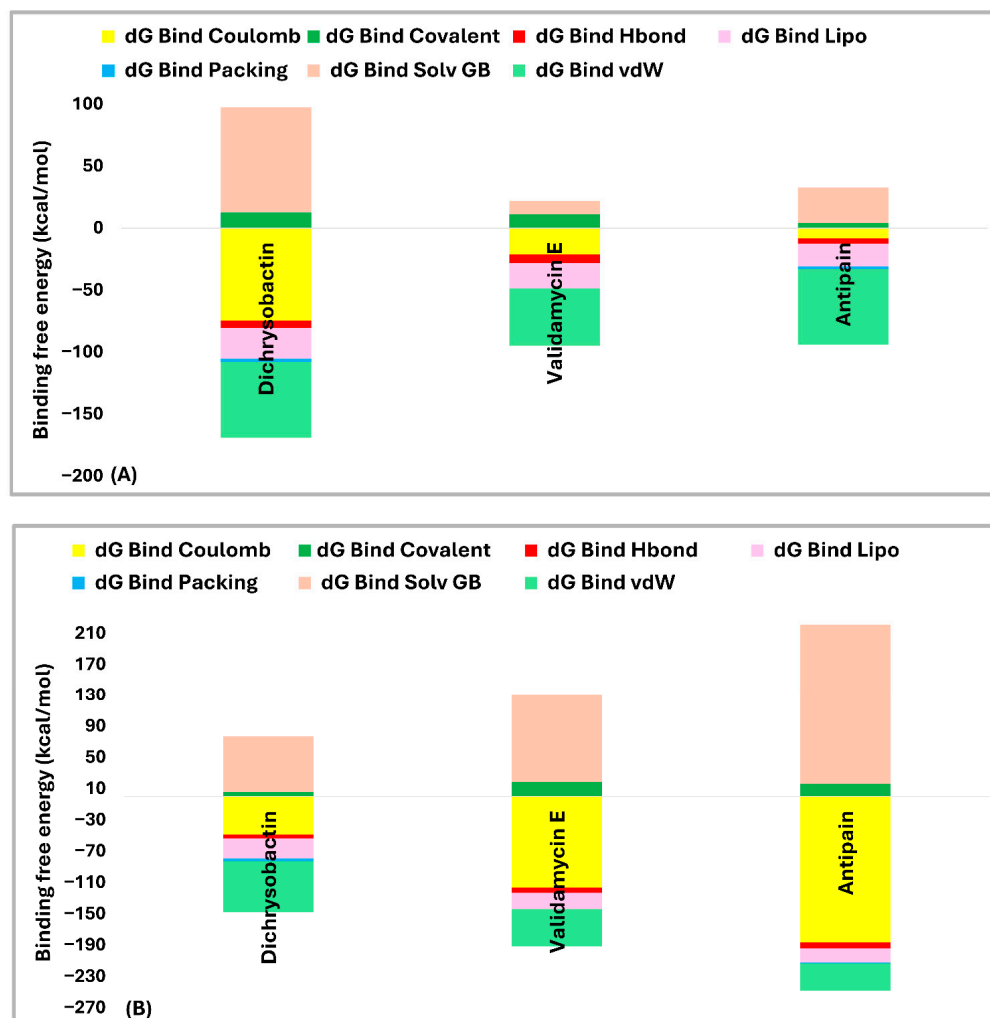 dG Bind Coulomb dG Bind Covalent dG Bind Hbond dG Bind Lipo
dG Bind Packing dG Bind Solv GB dG Bind vdW
Binding free energy (kcal/mol)
100
50
0
−50
−100
−150
−200
Dichrysobactin
Validamycin E
Antipain
(A)
dG Bind Coulomb dG Bind Covalent dG Bind Hbond dG Bind Lipo
dG Bind Packing dG Bind Solv GB dG Bind vdW
Binding free energy (kcal/mol)
210
170
130
90
50
10
−30
−70
−110
−150
−190
−230
−270
Dichrysobactin
Validamycin E
Antipain
(B)